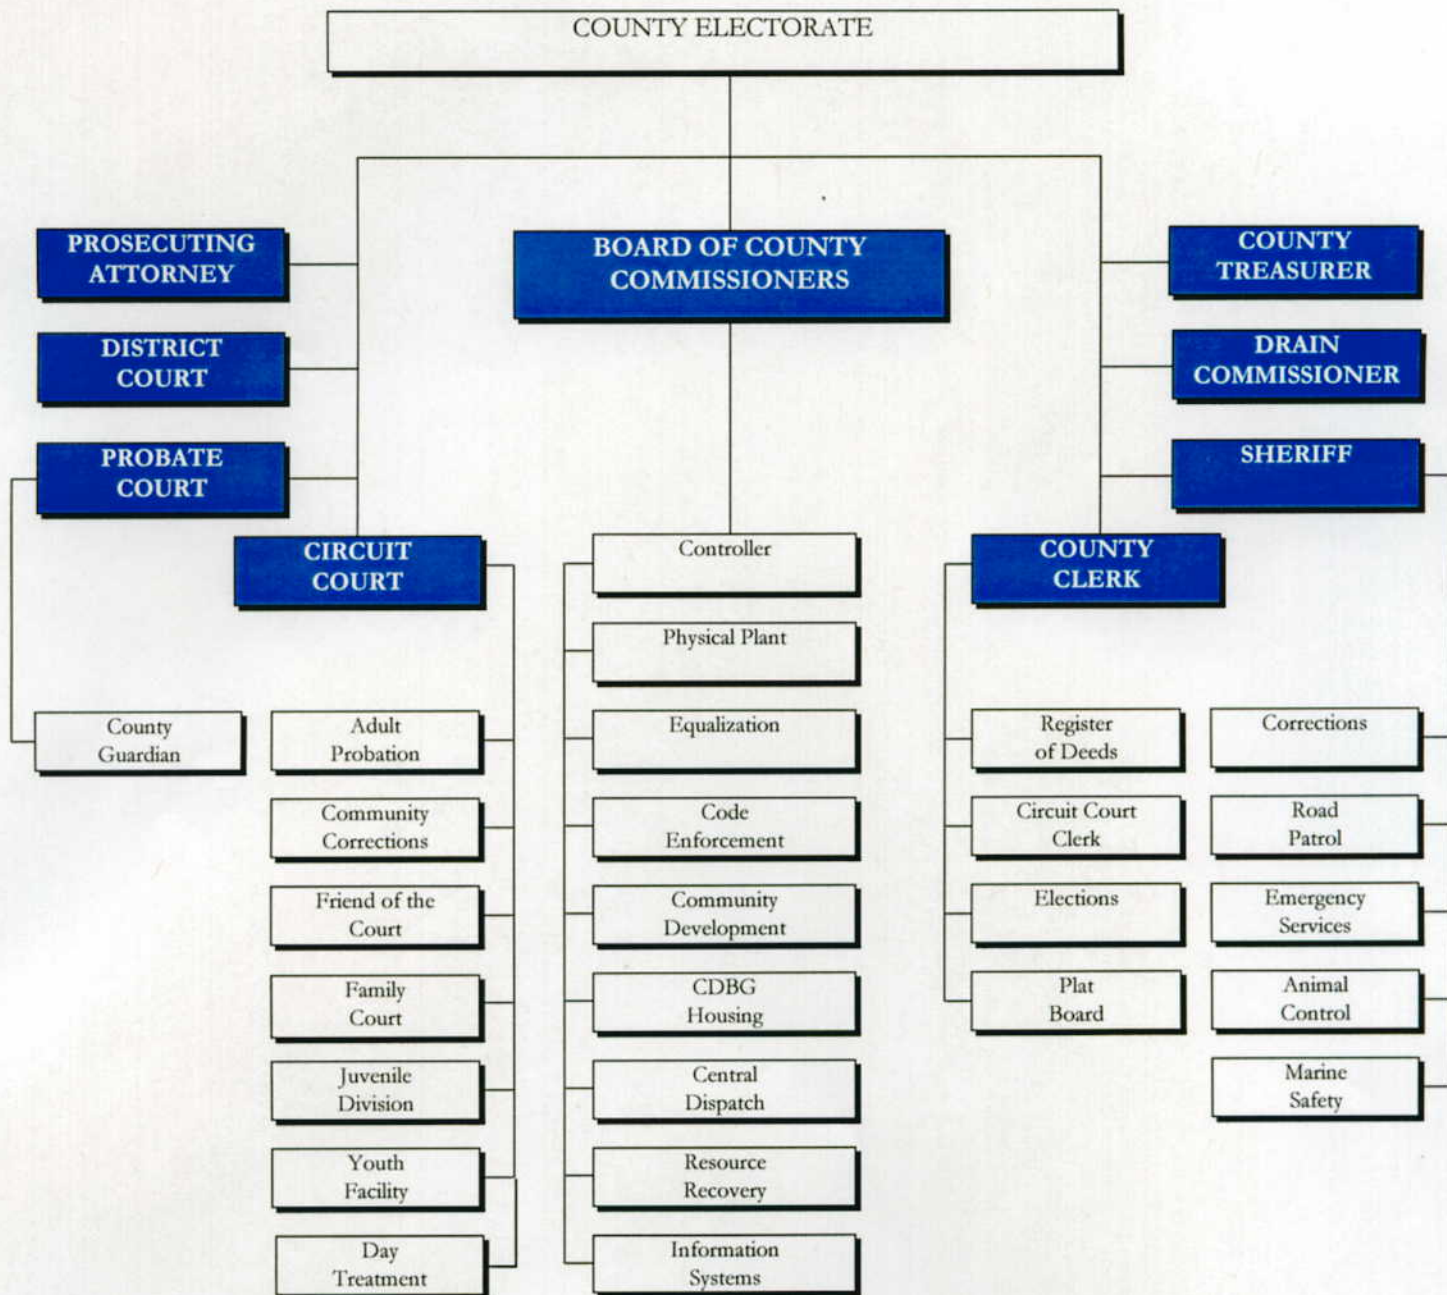 COUNTY ELECTORATE
PROSECUTING
ATTORNEY
BOARD OF COUNTY
COMMISSIONERS
COUNTY
TREASURER
DISTRICT
COURT
DRAIN
COMMISSIONER
PROBATE
COURT
SHERIFF
CIRCUIT
COURT
Controller
COUNTY
CLERK
Physical Plant
County
Guardian
Adult
Probation
Equalization
Register
of Deeds
Corrections
Community
Corrections
Code
Enforcement
Circuit Court
Clerk
Road
Patrol
Friend of the
Court
Community
Development
Elections
Emergency
Services
Family
Court
CDBG
Housing
Plat
Board
Animal
Control
Juvenile
Division
Central
Dispatch
Marine
Safety
Youth
Facility
Resource
Recovery
Day
Treatment
Information
Systems